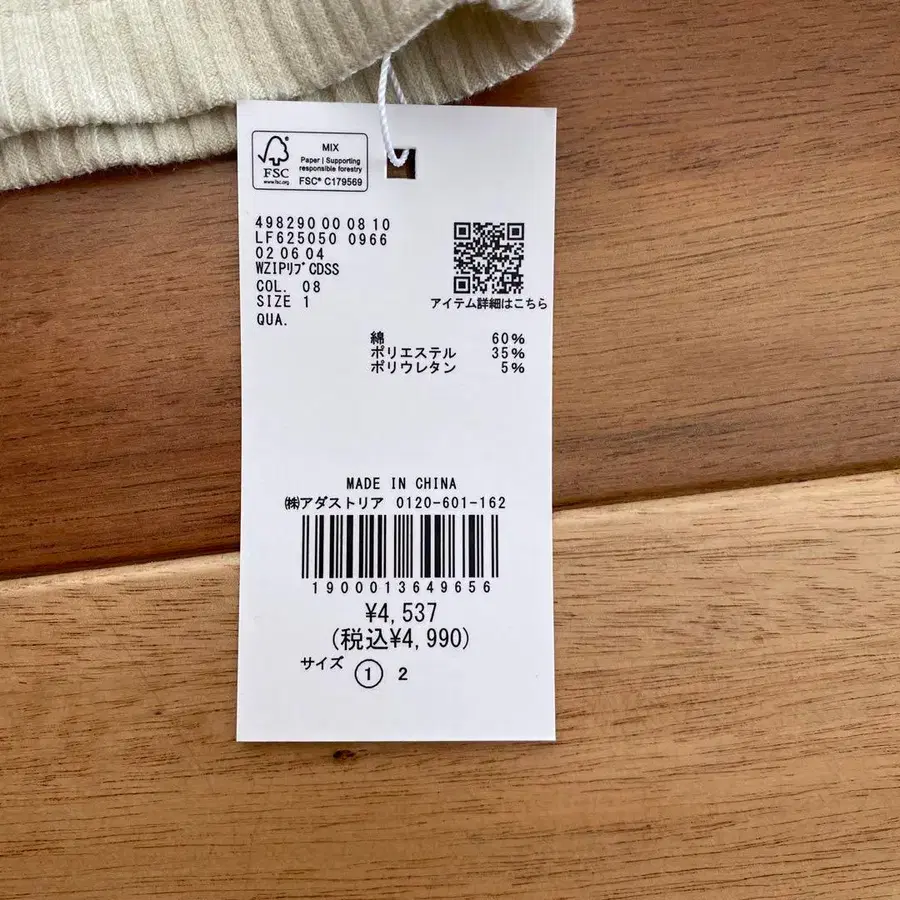 FSC
www.fsc.org
MIX
Paper | Supporting
responsible forestry
FSC® C179569
498290 00 08 10
LF625050 0966
02 06 04
WZIPリブCDSS
COL. 08
SIZE 1
QUA.
アイテム詳細はこちら
綿 60%
ポリエステル 35%
ポリウレタン 5%
MADE IN CHINA
㈱アダストリア 0120-601-162
1900013649656
¥4,537
(税込¥4,990)
サイズ ① 2